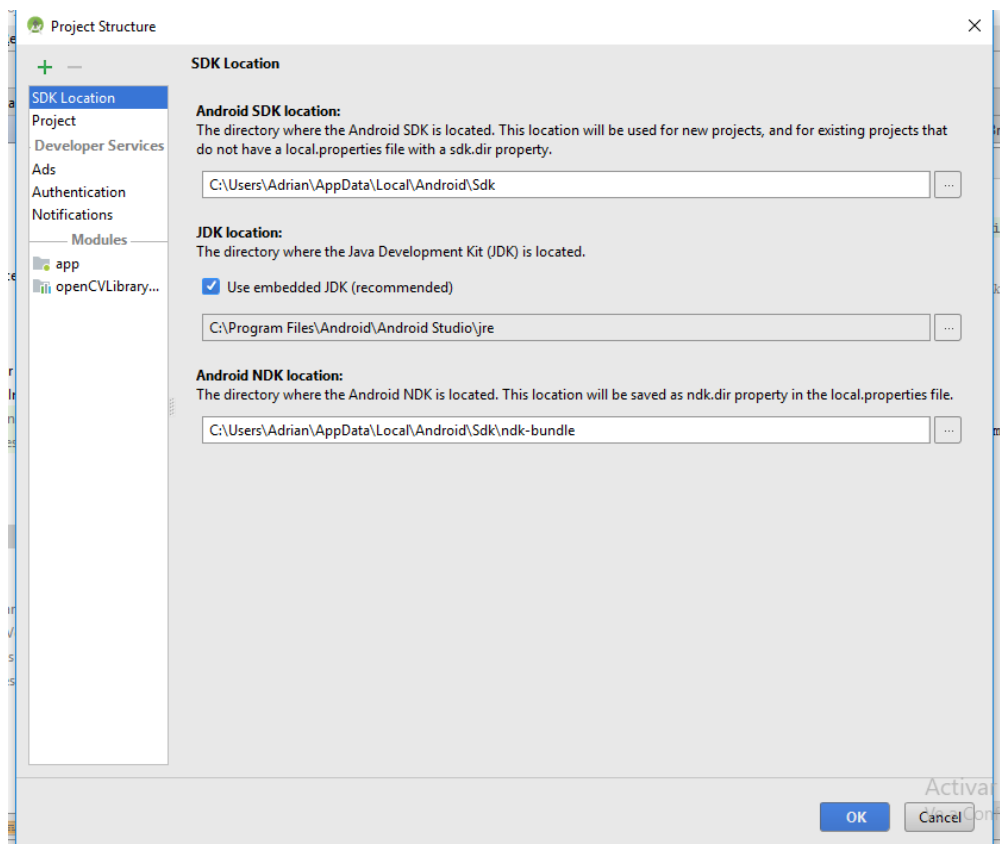 Project Structure
SDK Location
Project
Developer Services
Ads
Authentication
Notifications
Modules
app
openCVLibrary...
SDK Location
Android SDK location:
The directory where the Android SDK is located. This location will be used for new projects, and for existing projects that
do not have a local.properties file with a sdk.dir property.
C:\Users\Adrian\AppData\Local\Android\Sdk
...
JDK location:
The directory where the Java Development Kit (JDK) is located.
Use embedded JDK (recommended)
C:\Program Files\Android\Android Studio\jre
...
Android NDK location:
The directory where the Android NDK is located. This location will be saved as ndk.dir property in the local.properties file.
C:\Users\Adrian\AppData\Local\Android\Sdk\ndk-bundle
...
Activar
OK
Cancel